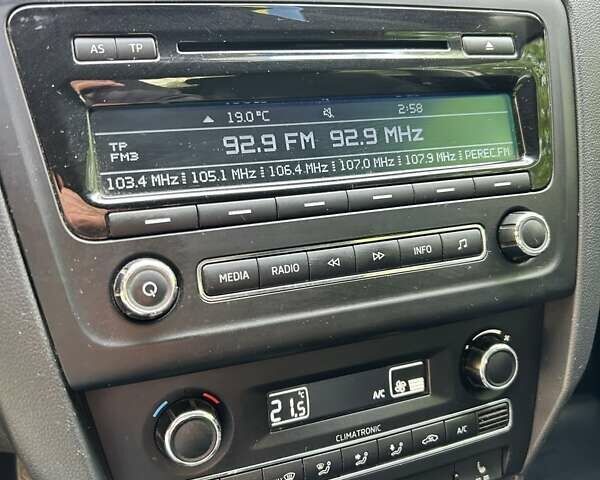 AS TP
19.0°C 2:58
TP
FM3
92.9 FM 92.9 MHz
103.4 MHz 105.1 MHz 106.4 MHz 107.0 MHz 107.9 MHz PEREC FM
MEDIA RADIO INFO
21.5 °C A/C
CLIMATRONIC
A/C